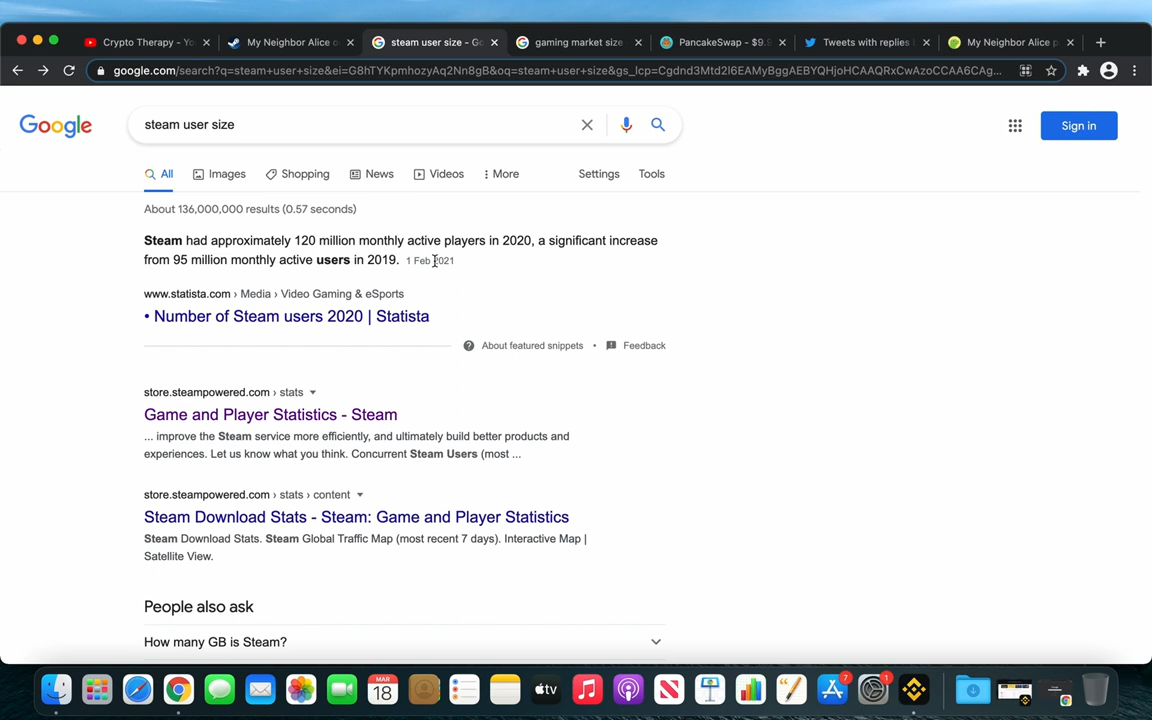 Crypto Therapy - Yo
My Neighbor Alice o
steam user size - Go
gaming market size
PancakeSwap - $9.9
Tweets with replies
My Neighbor Alice p
google.com/search?q=steam+user+size&ei=G8hTYKpmhozyAq2Nn8gB&oq=steam+user+size&gs_lcp=Cgdnd3Mtd2l6EAMyBggAEBYQHjoHCAAQRxCwAzoCCAA6CAg...
Google
steam user size
Sign in
All
Images
Shopping
News
Videos
More
Settings
Tools
About 136,000,000 results (0.57 seconds)
Steam had approximately 120 million monthly active players in 2020, a significant increase
from 95 million monthly active users in 2019. 1 Feb 2021
www.statista.com › Media › Video Gaming & eSports
• Number of Steam users 2020 | Statista
About featured snippets • Feedback
store.steampowered.com › stats
Game and Player Statistics - Steam
... improve the Steam service more efficiently, and ultimately build better products and
experiences. Let us know what you think. Concurrent Steam Users (most ...
store.steampowered.com › stats › content
Steam Download Stats - Steam: Game and Player Statistics
Steam Download Stats. Steam Global Traffic Map (most recent 7 days). Interactive Map |
Satellite View.
People also ask
How many GB is Steam?
MAR
18
tv
7
1